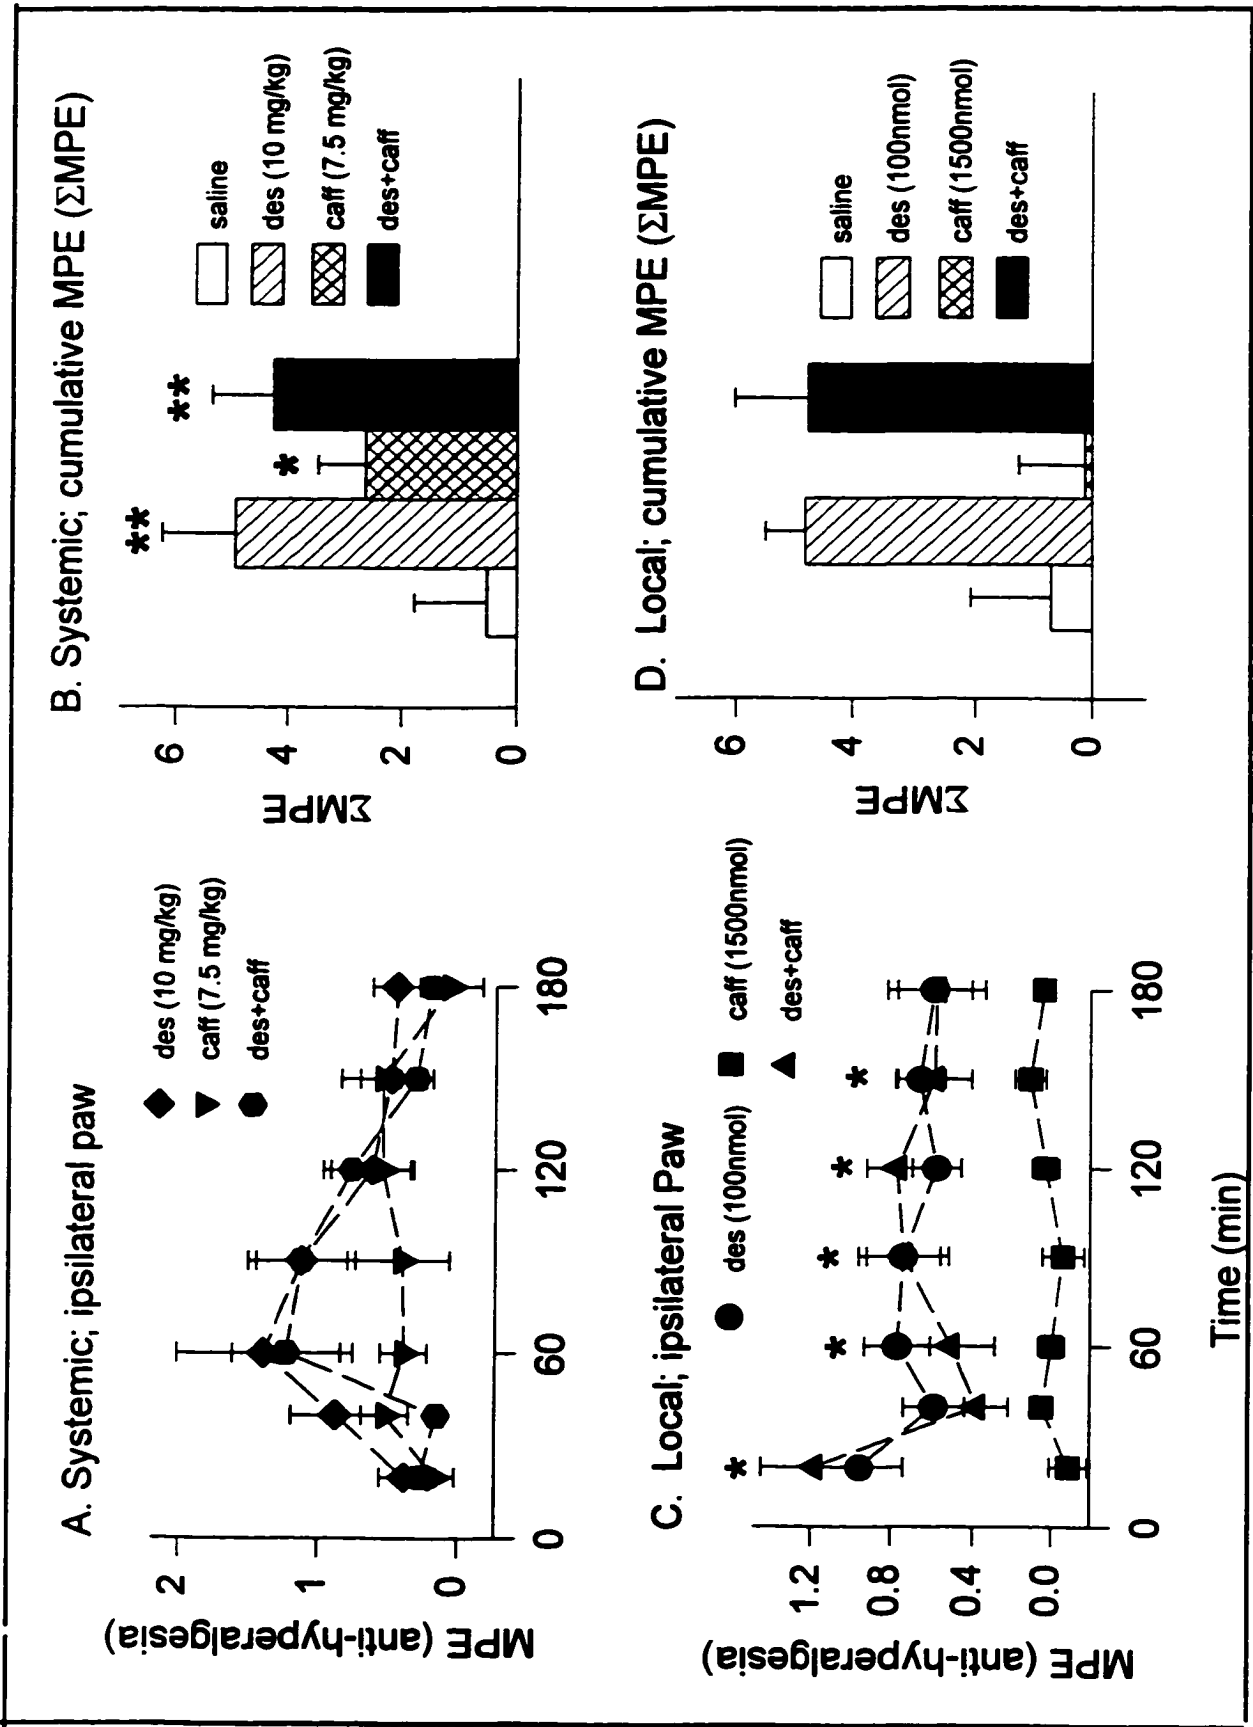 A. Systemic; ipsilateral paw
MPE (anti-hyperalgesia)
2
1
0
0
60
120
180
des (10 mg/kg)
caff (7.5 mg/kg)
des+caff
B. Systemic; cumulative MPE (ΣMPE)
ΣMPE
6
4
2
0
**
*
**
saline
des (10 mg/kg)
caff (7.5 mg/kg)
des+caff
C. Local; ipsilateral Paw
des (100nmol)
caff (1500nmol)
des+caff
MPE (anti-hyperalgesia)
1.2
0.8
0.4
0.0
*
*
*
*
*
0
60
120
180
Time (min)
D. Local; cumulative MPE (ΣMPE)
ΣMPE
6
4
2
0
saline
des (100nmol)
caff (1500nmol)
des+caff